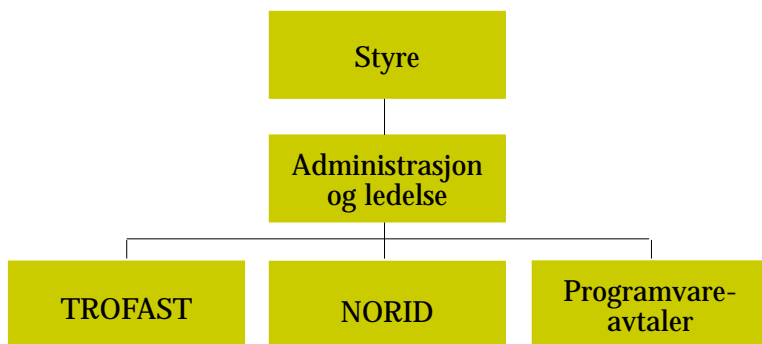 Styre
Administrasjon
og ledelse
TROFAST
NORID
Programvare-
avtaler